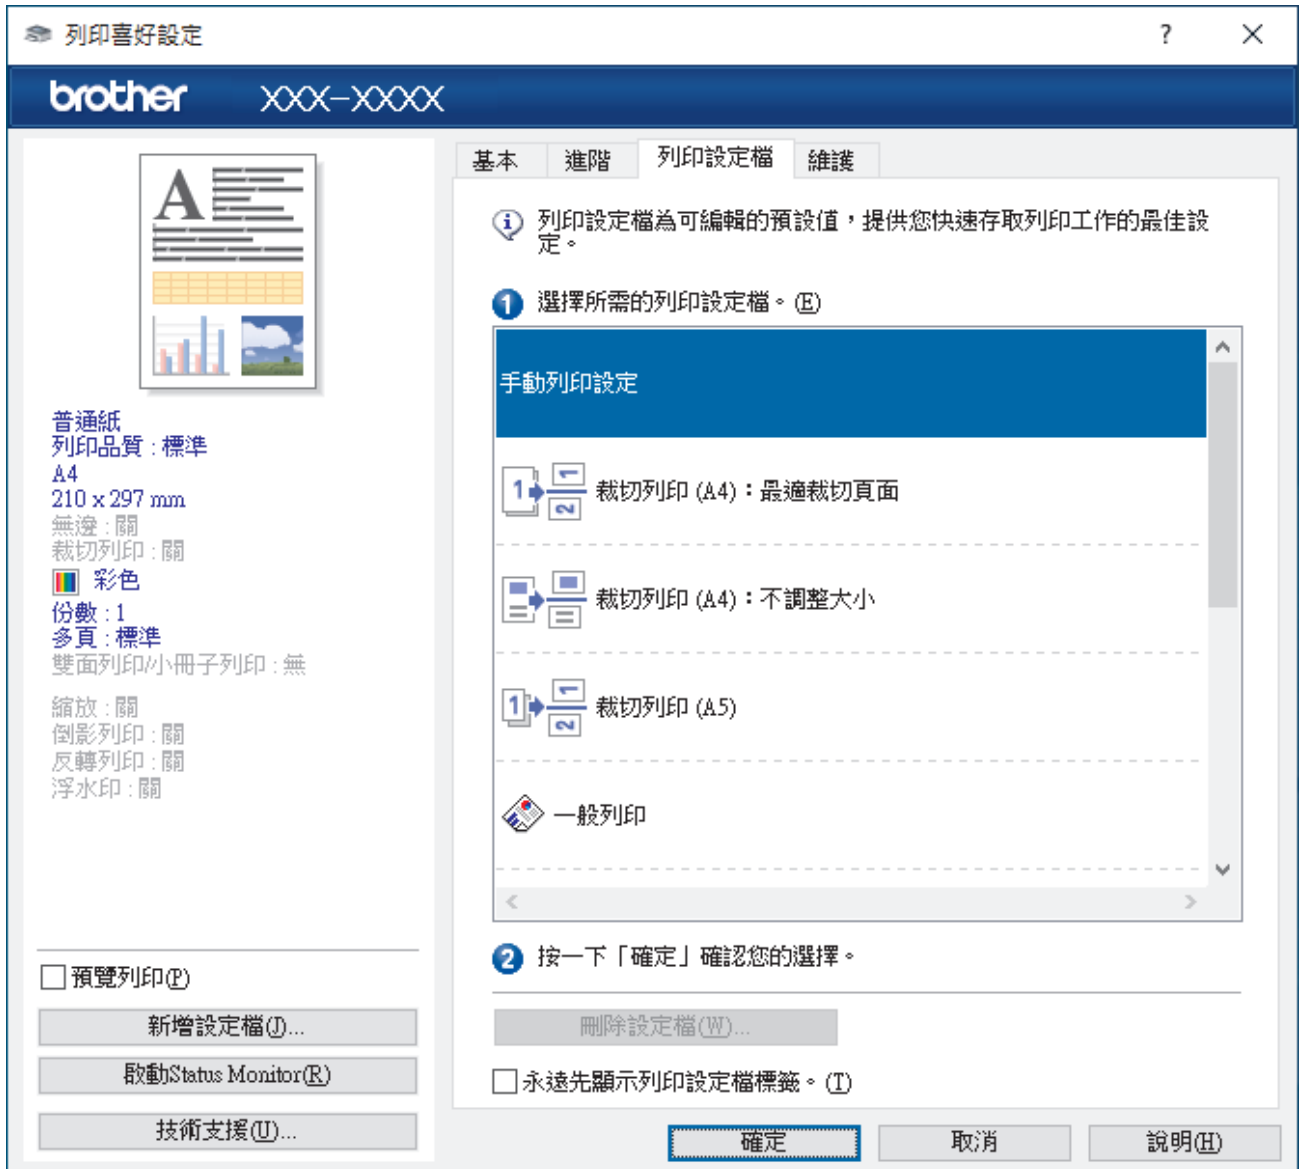 列印喜好設定
?
brother XXX-XXXX
A
普通紙
列印品質 : 標準
A4
210 x 297 mm
無邊 : 關
裁切列印 : 關
彩色
份數 : 1
多頁 : 標準
雙面列印/小冊子列印 : 無
縮放 : 關
倒影列印 : 關
反轉列印 : 關
浮水印 : 關
預覽列印(P)
新增設定檔(J)...
啟動Status Monitor(R)
技術支援(U)...
基本 進階 列印設定檔 維護
列印設定檔為可編輯的預設值，提供您快速存取列印工作的最佳設
定。
1 選擇所需的列印設定檔。(E)
手動列印設定
1 1 2 裁切列印 (A4)：最適裁切頁面
裁切列印 (A4)：不調整大小
1 1 2 裁切列印 (A5)
一般列印
2 按一下「確定」確認您的選擇。
刪除設定檔(W)...
永遠先顯示列印設定檔標籤。(T)
確定 取消 說明(H)